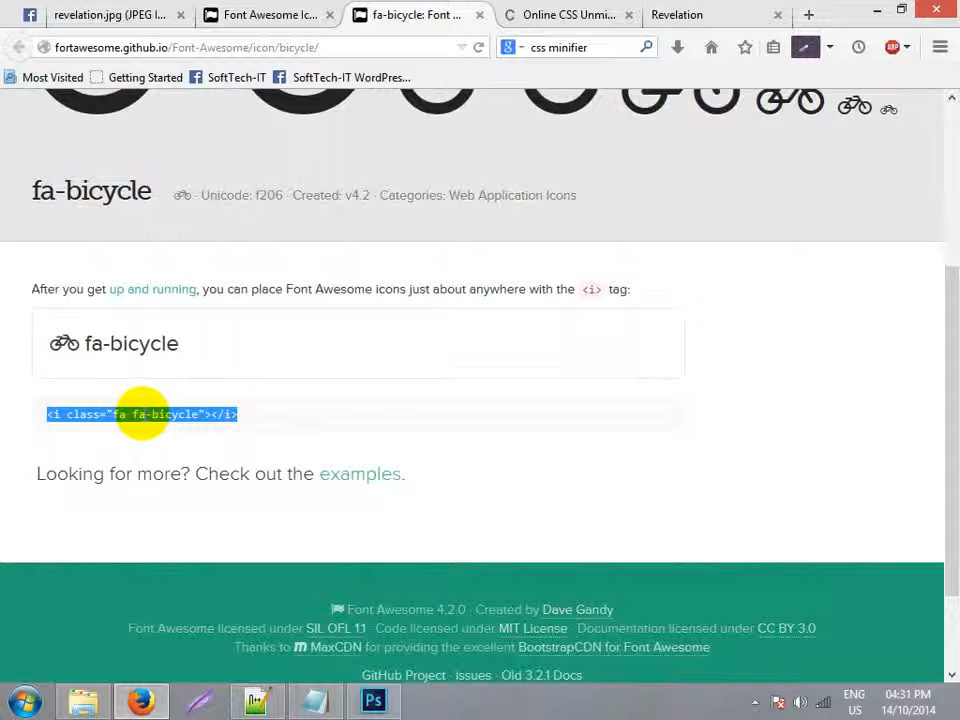 revelation.jpg (JPEG I... ×
Font Awesome Ic... ×
fa-bicycle: Font ... ×
Online CSS Unmi... ×
Revelation ×
fortawesome.github.io/Font-Awesome/icon/bicycle/
css minifier
ABP
Most Visited
Getting Started
SoftTech-IT
SoftTech-IT WordPres...
fa-bicycle
· Unicode: f206 · Created: v4.2 · Categories: Web Application Icons
After you get up and running, you can place Font Awesome icons just about anywhere with the <i> tag:
fa-bicycle
<i class="fa fa-bicycle"></i>
Looking for more? Check out the examples.
Font Awesome 4.2.0 · Created by Dave Gandy
Font Awesome licensed under SIL OFL 1.1 · Code licensed under MIT License · Documentation licensed under CC BY 3.0
Thanks to MaxCDN for providing the excellent BootstrapCDN for Font Awesome
GitHub Project · Issues · Old 3.2.1 Docs
Ps
ENG
US
04:31 PM
14/10/2014